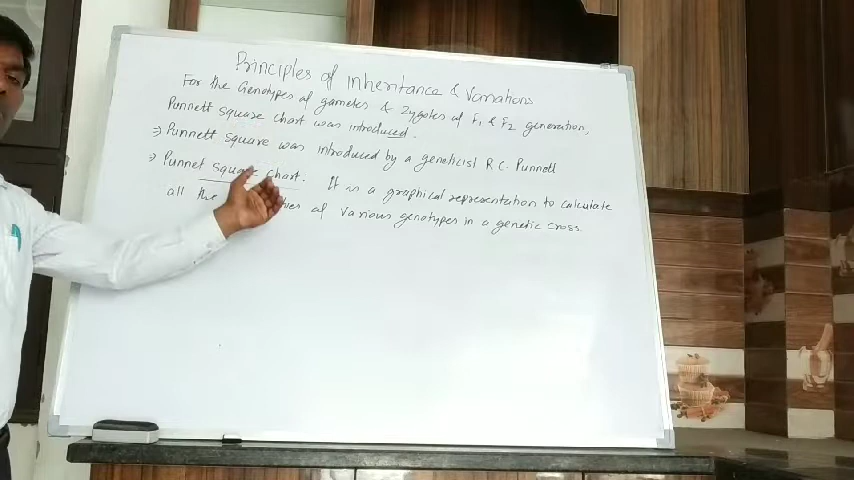 Principles of Inheritance & Variations
For the Genotypes of gametes & Zygotes of F1 & F2 generation,
Punnett square chart was introduced.
⇒ Punnett square was introduced by a geneticist R.C. Punnett
⇒ Punnet square chart. It is a graphical representation to calculate
all the of various genotypes in a genetic cross.